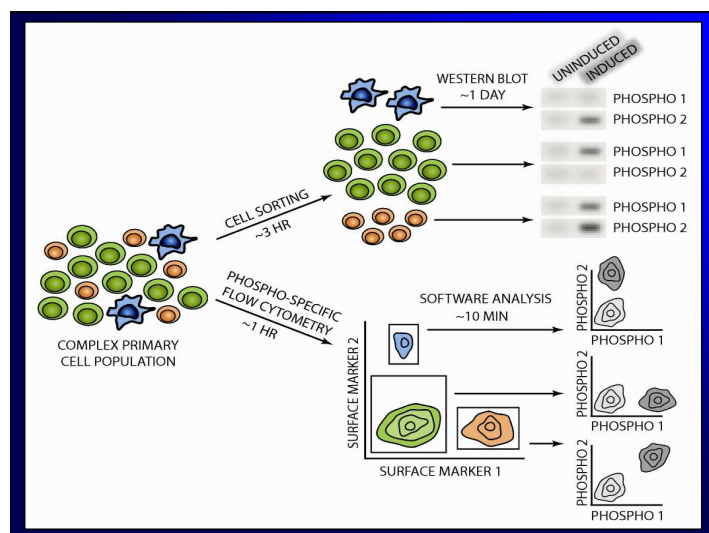 UNINDUCED
INDUCED
WESTERN BLOT
~1 DAY
PHOSPHO 1
PHOSPHO 2
PHOSPHO 1
PHOSPHO 2
PHOSPHO 1
PHOSPHO 2
CELL SORTING
~3 HR
COMPLEX PRIMARY
CELL POPULATION
PHOSPHO-SPECIFIC
FLOW CYTOMETRY
~1 HR
SURFACE MARKER 2
SURFACE MARKER 1
SOFTWARE ANALYSIS
~10 MIN
PHOSPHO 2
PHOSPHO 1
PHOSPHO 2
PHOSPHO 1
PHOSPHO 2
PHOSPHO 1